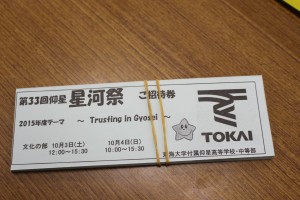 第33回仰星 星河祭 ご招待券
2015年度テーマ ～ Trusting in Gyosei ～
文化の部 10月3日(土) 10月4日(日)
12:00～15:30 10:00～15:30
TOKAI
海大学付属仰星高等学校・中等部